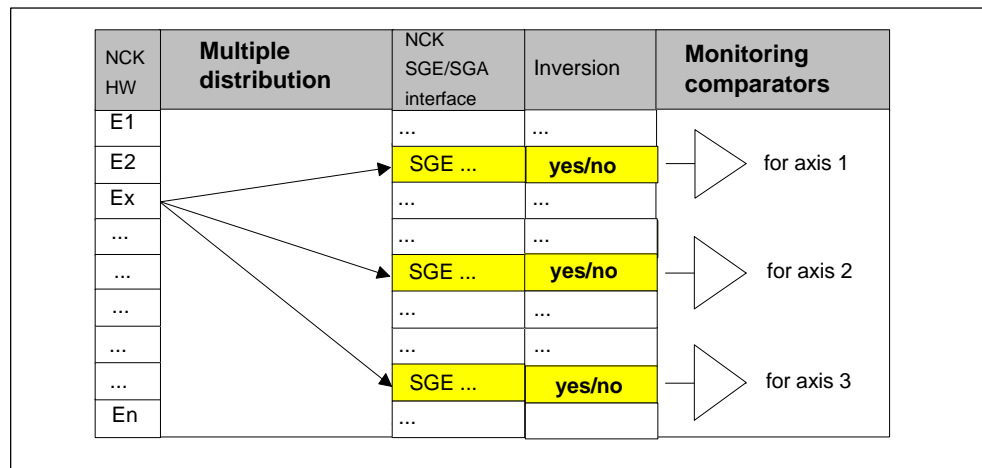 NCK
HW
Multiple
distribution
NCK
SGE/SGA
interface
Inversion
Monitoring
comparators
E1
...
...
E2
SGE ...
yes/no
for axis 1
Ex
...
...
...
...
...
...
SGE ...
yes/no
for axis 2
...
...
...
...
...
...
...
SGE ...
yes/no
for axis 3
En
...